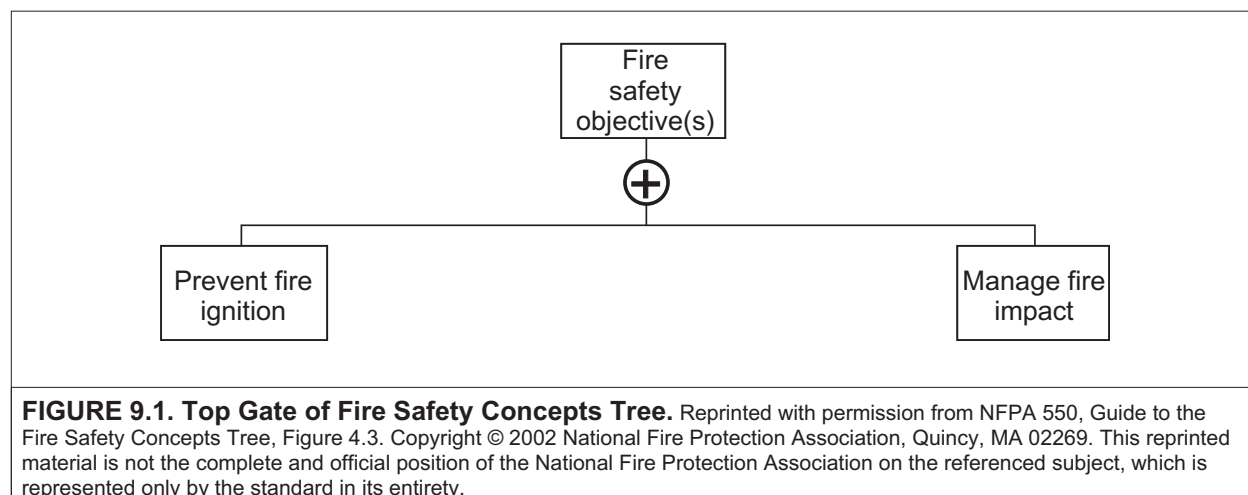 Fire
safety
objective(s)
+
Prevent fire
ignition
Manage fire
impact
FIGURE 9.1. Top Gate of Fire Safety Concepts Tree. Reprinted with permission from NFPA 550, Guide to the
Fire Safety Concepts Tree, Figure 4.3. Copyright © 2002 National Fire Protection Association, Quincy, MA 02269. This reprinted
material is not the complete and official position of the National Fire Protection Association on the referenced subject, which is
represented only by the standard in its entirety.